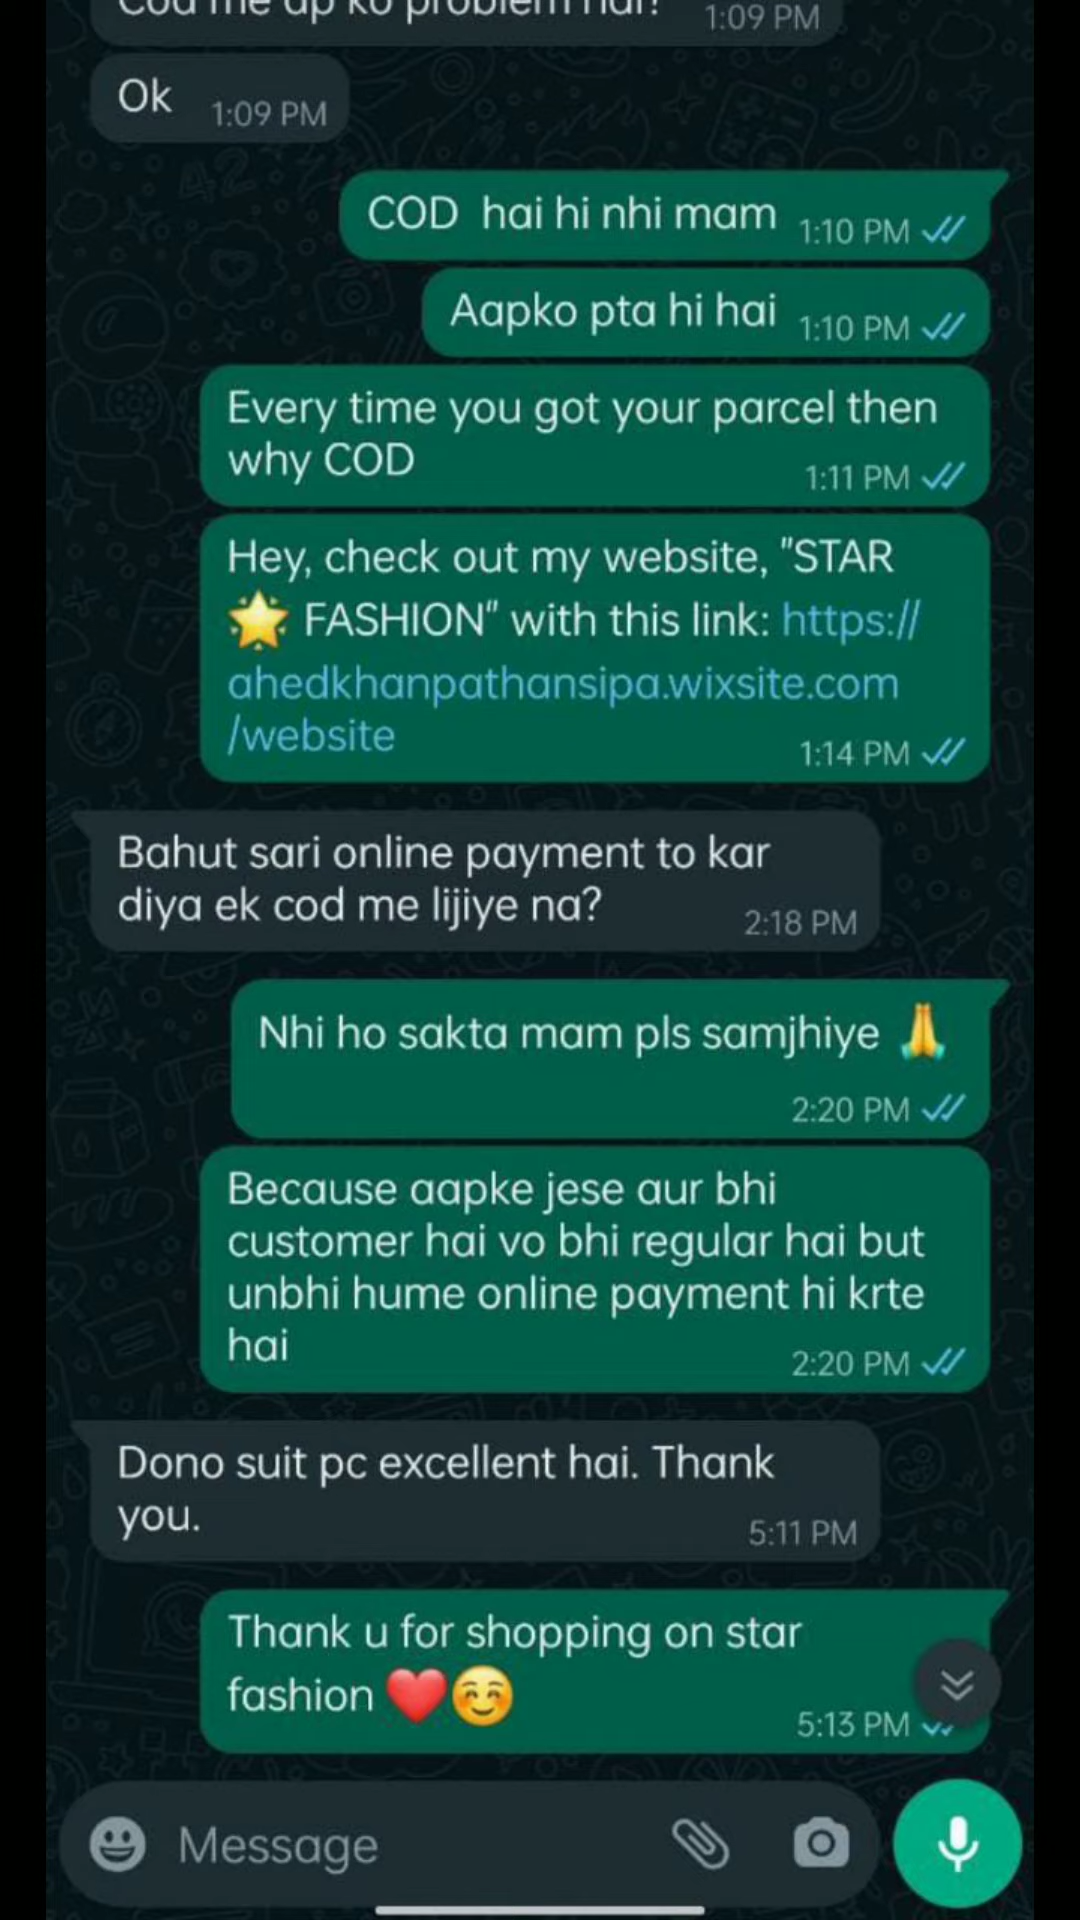 Cod me ap ko problem hai?
1:09 PM
Ok
1:09 PM
COD hai hi nhi mam
1:10 PM
Aapko pta hi hai
1:10 PM
Every time you got your parcel then
why COD
1:11 PM
Hey, check out my website, "STAR
🌟 FASHION" with this link: https://
ahedkhanpathansipa.wixsite.com
/website
1:14 PM
Bahut sari online payment to kar
diya ek cod me lijiye na?
2:18 PM
Nhi ho sakta mam pls samjhiye 🙏
2:20 PM
Because aapke jese aur bhi
customer hai vo bhi regular hai but
unbhi hume online payment hi krte
hai
2:20 PM
Dono suit pc excellent hai. Thank
you.
5:11 PM
Thank u for shopping on star
fashion ❤️☺️
5:13 PM
Message